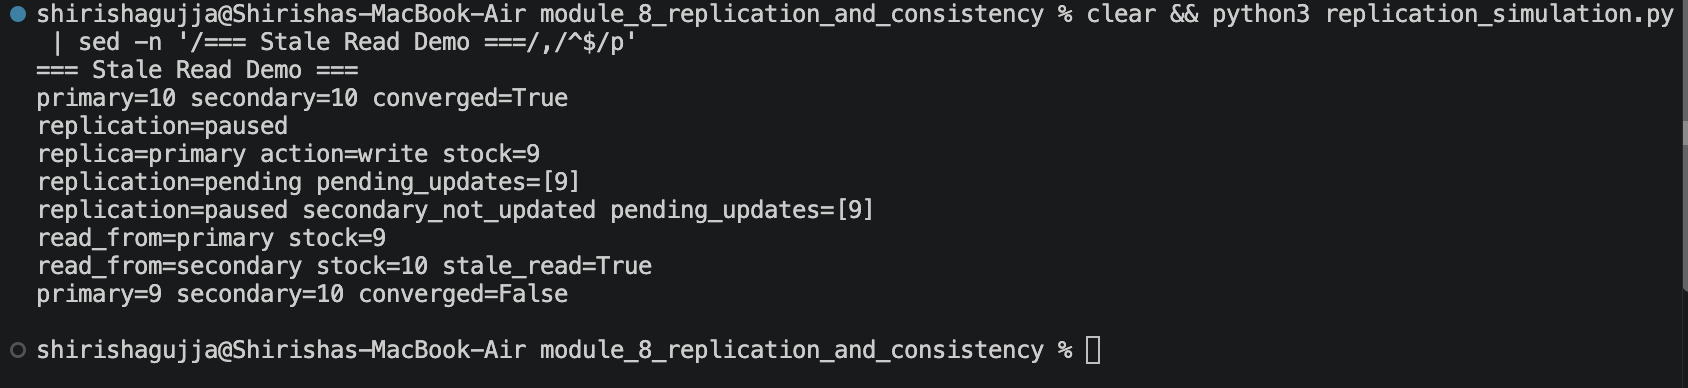 shirishagujja@Shirishas-MacBook-Air module_8_replication_and_consistency % clear && python3 replication_simulation.py
 | sed -n '/=== Stale Read Demo ===/,/^$/p'
=== Stale Read Demo ===
primary=10 secondary=10 converged=True
replication=paused
replica=primary action=write stock=9
replication=pending pending_updates=[9]
replication=paused secondary_not_updated pending_updates=[9]
read_from=primary stock=9
read_from=secondary stock=10 stale_read=True
primary=9 secondary=10 converged=False
shirishagujja@Shirishas-MacBook-Air module_8_replication_and_consistency %